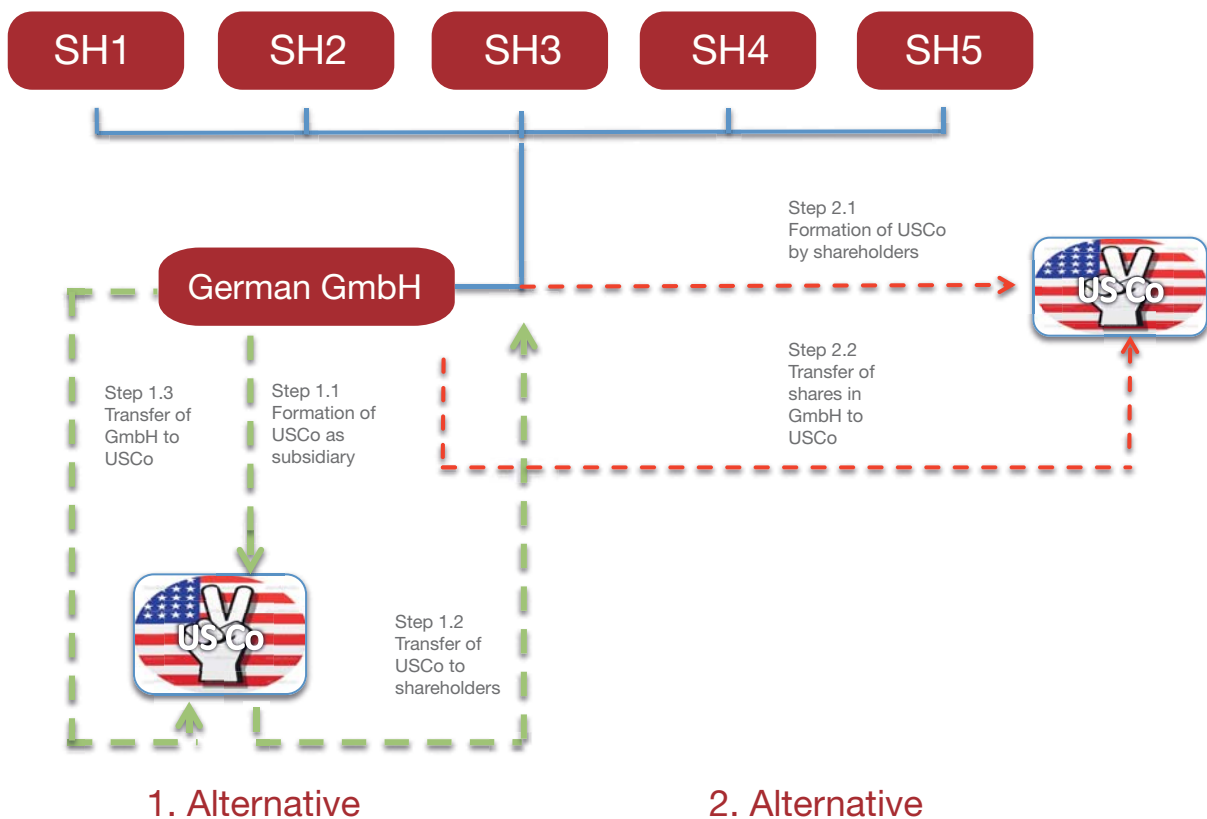 SH1
SH2
SH3
SH4
SH5
Step 2.1
Formation of USCo
by shareholders
US Co
German GmbH
Step 1.3
Transfer of
GmbH to
USCo
Step 1.1
Formation of
USCo as
subsidiary
Step 2.2
Transfer of
shares in
GmbH to
USCo
US Co
Step 1.2
Transfer of
USCo to
shareholders
1. Alternative
2. Alternative